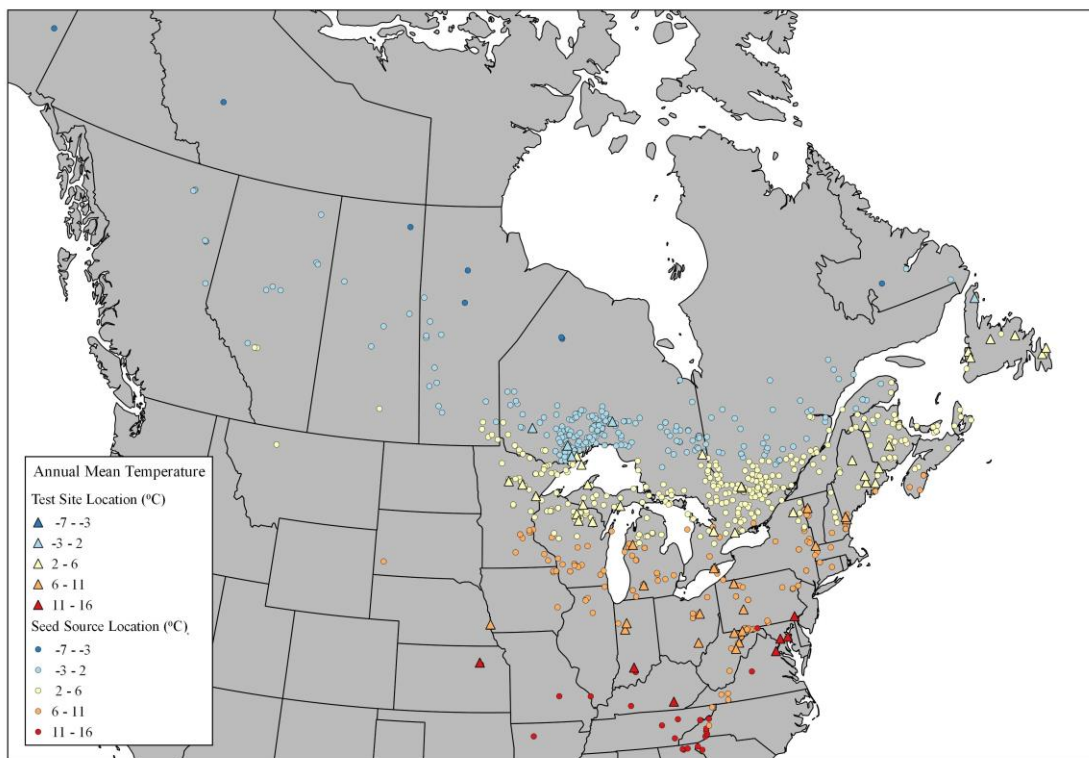 Annual Mean Temperature
Test Site Location (ºC)
-7 - -3
-3 - 2
2 - 6
6 - 11
11 - 16
Seed Source Location (ºC)
-7 - -3
-3 - 2
2 - 6
6 - 11
11 - 16